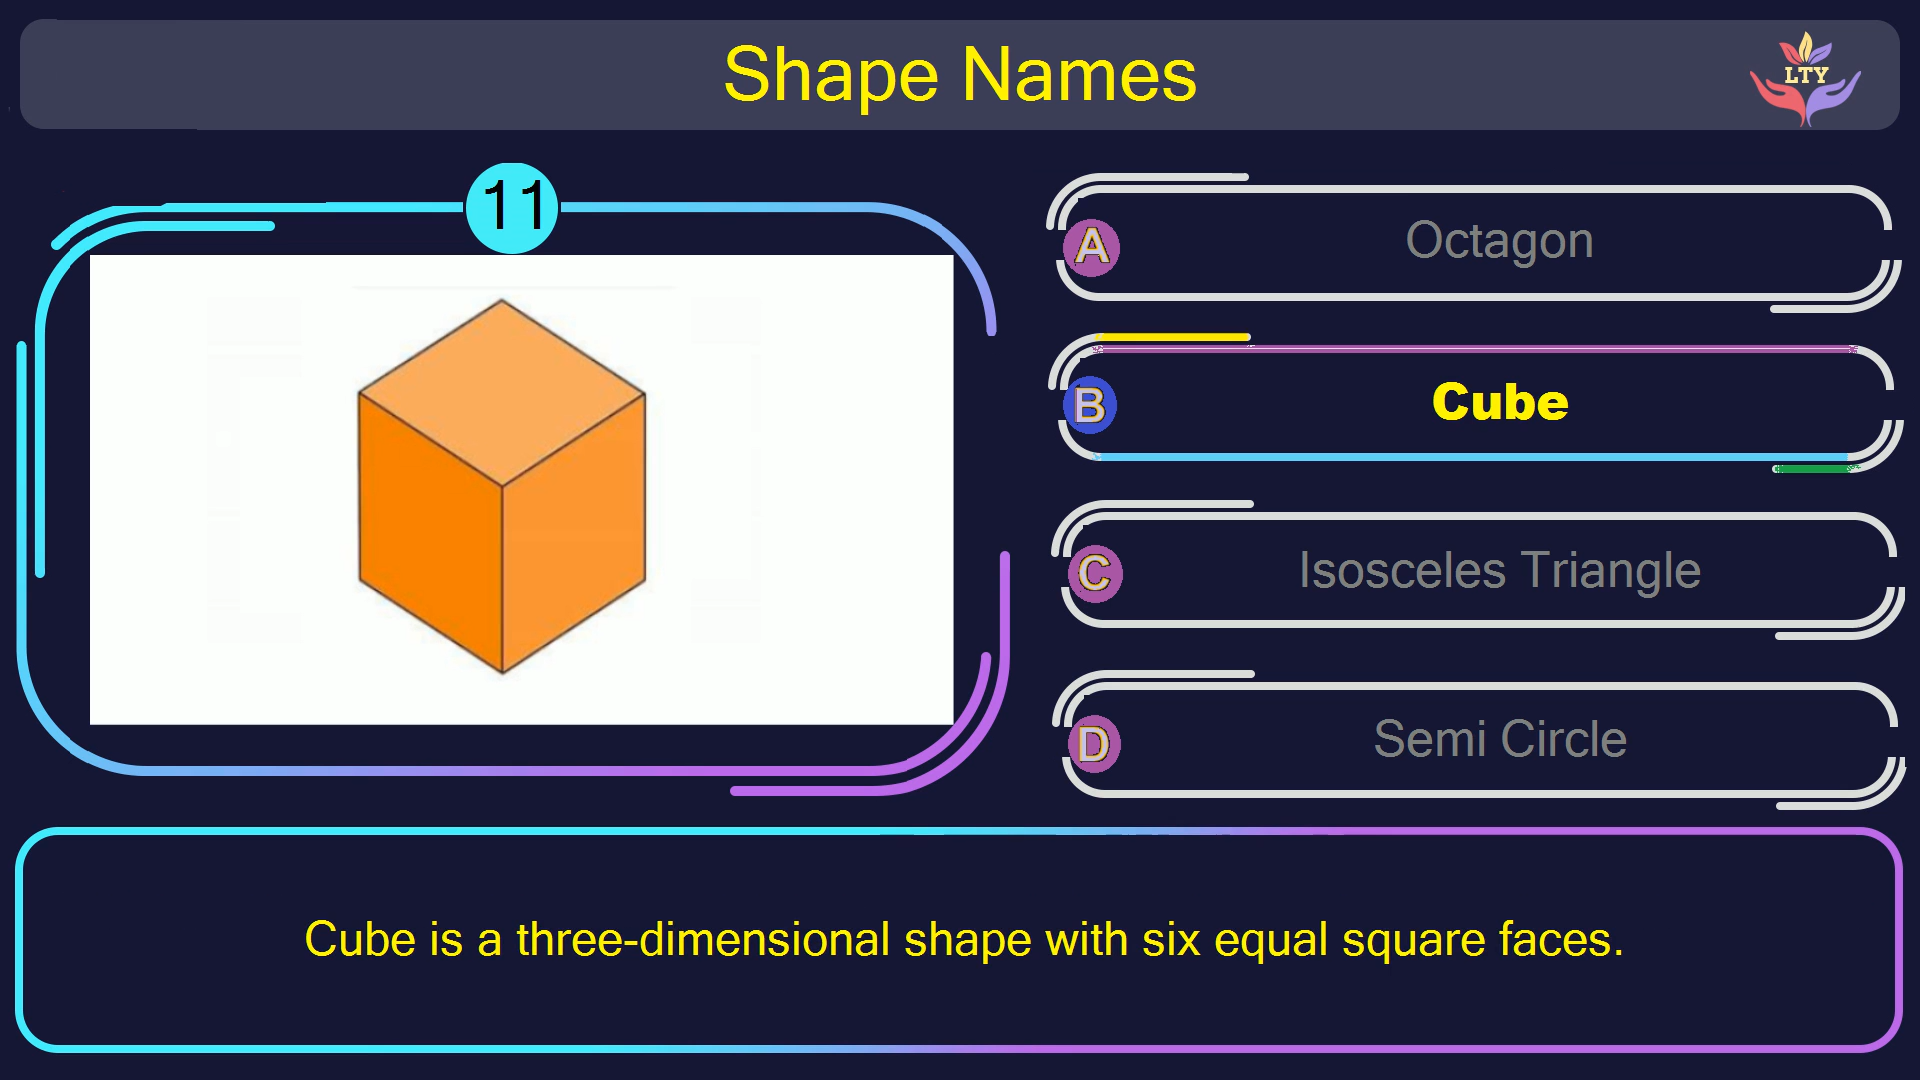 Shape Names
LTY
11
A
Octagon
B
Cube
C
Isosceles Triangle
D
Semi Circle
Cube is a three-dimensional shape with six equal square faces.